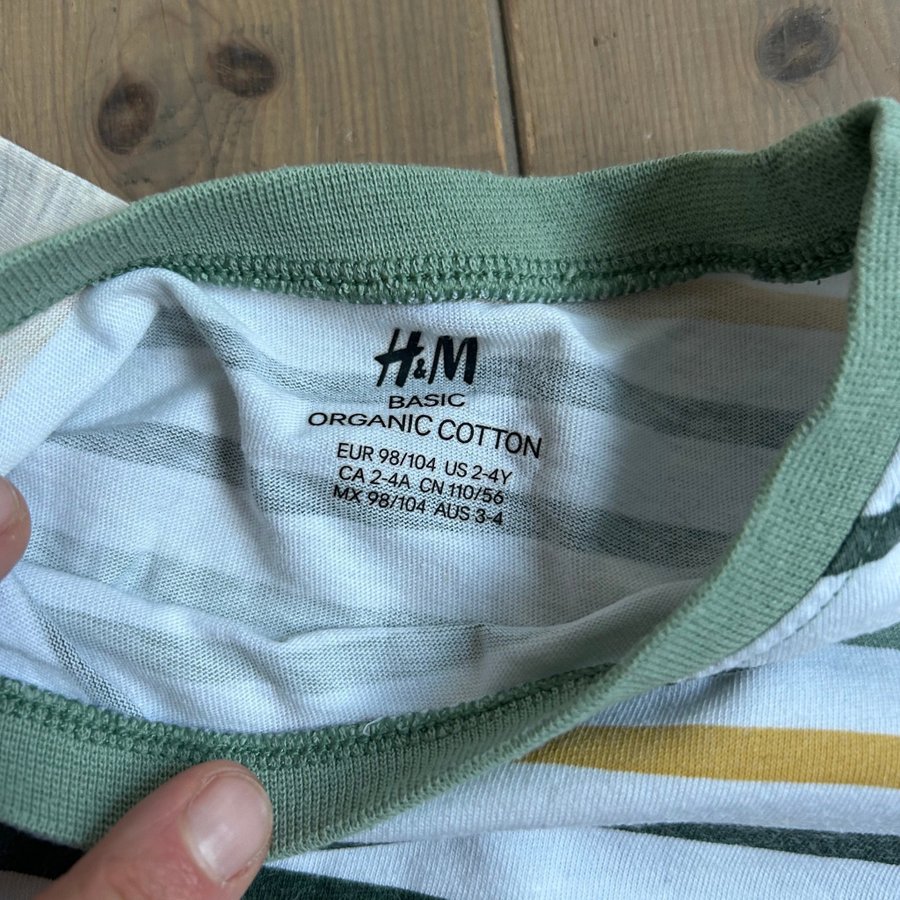 H&M
BASIC
ORGANIC COTTON
EUR 98/104 US 2-4Y
CA 2-4A CN 110/56
MX 98/104 AUS 3-4